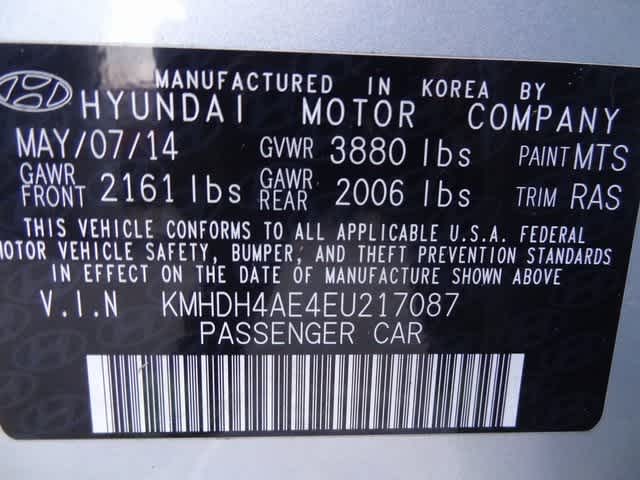 MANUFACTURED IN KOREA BY
HYUNDAI MOTOR COMPANY
MAY/07/14 GVWR 3880 lbs PAINT MTS
GAWR FRONT 2161 lbs GAWR REAR 2006 lbs TRIM RAS
THIS VEHICLE CONFORMS TO ALL APPLICABLE U.S.A. FEDERAL
MOTOR VEHICLE SAFETY, BUMPER, AND THEFT PREVENTION STANDARDS
IN EFFECT ON THE DATE OF MANUFACTURE SHOWN ABOVE
V.I.N KMHDH4AE4EU217087
PASSENGER CAR